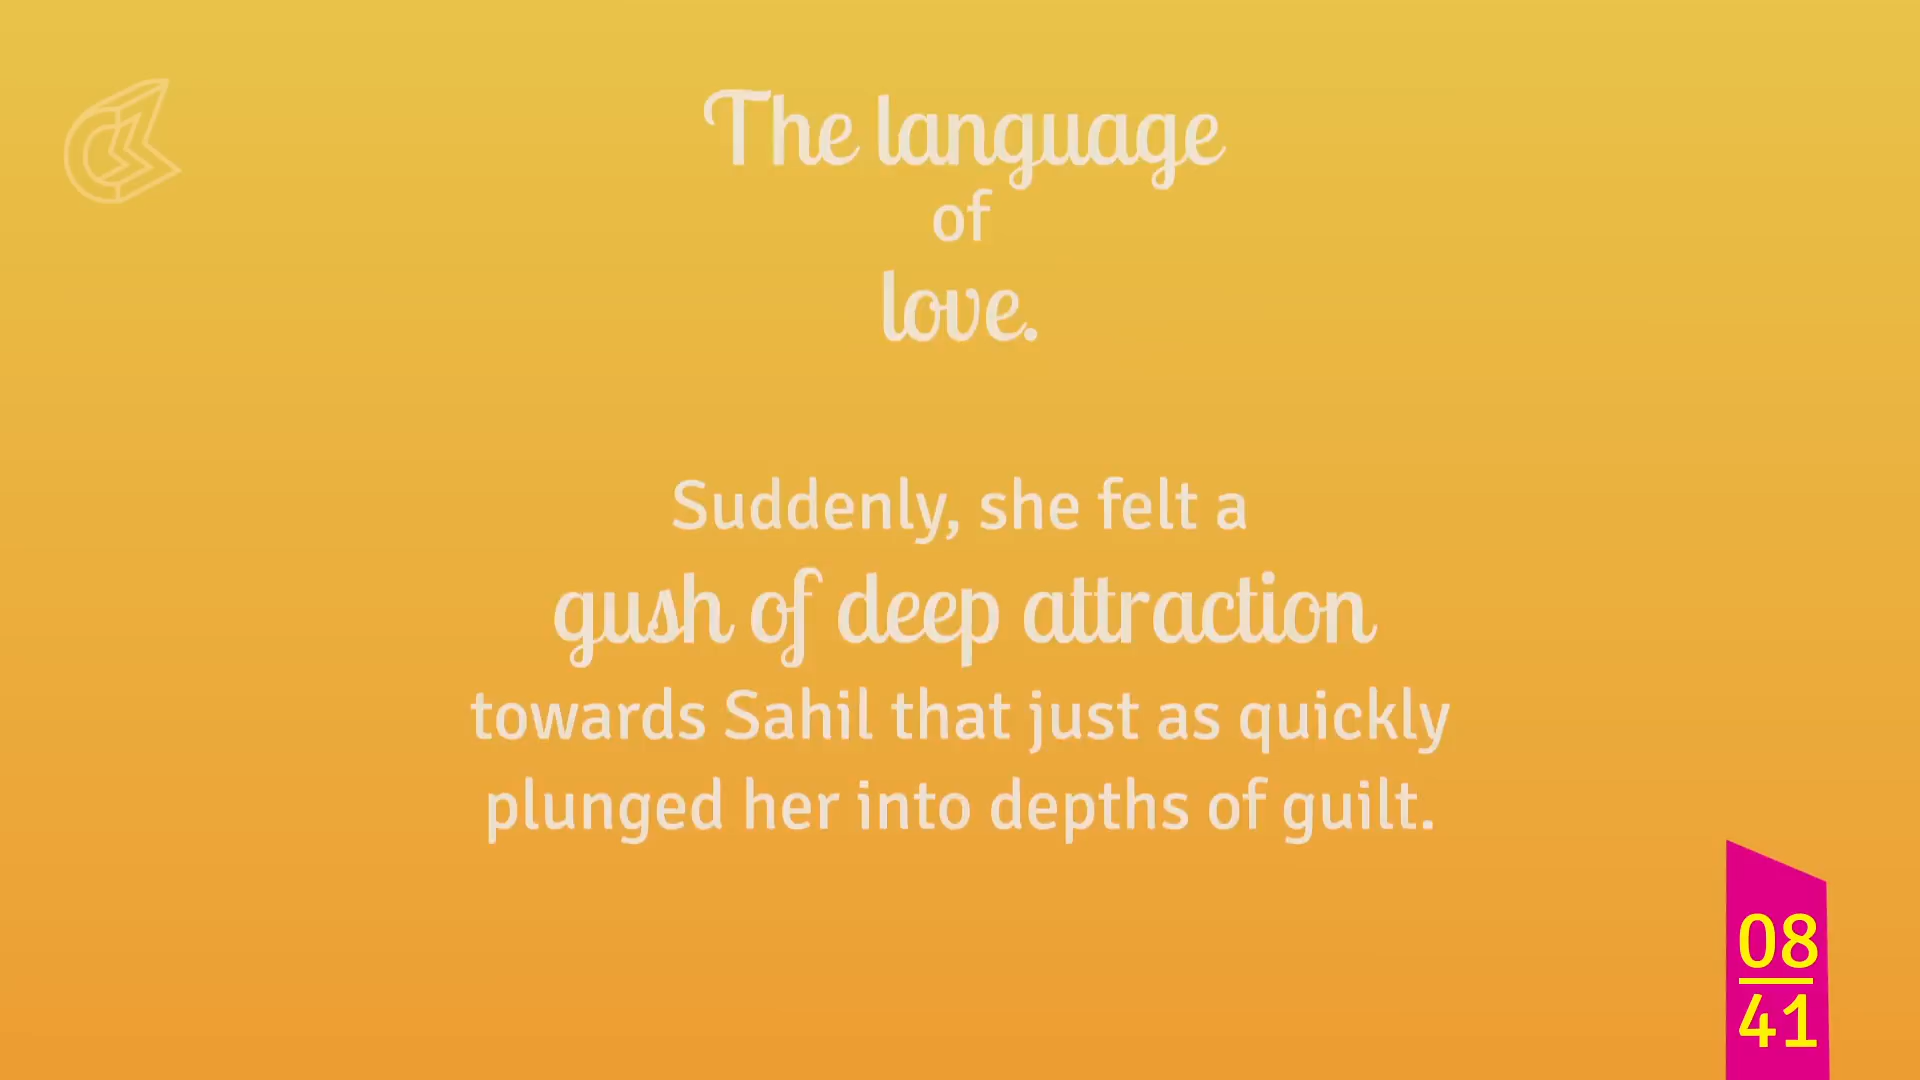 The language
of
love.
Suddenly, she felt a
gush of deep attraction
towards Sahil that just as quickly
plunged her into depths of guilt.
08
41